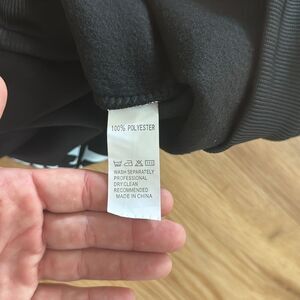 100% POLYESTER
WASH SEPARATELY
PROFESSIONAL
DRY CLEAN
RECOMMENDED
MADE IN CHINA